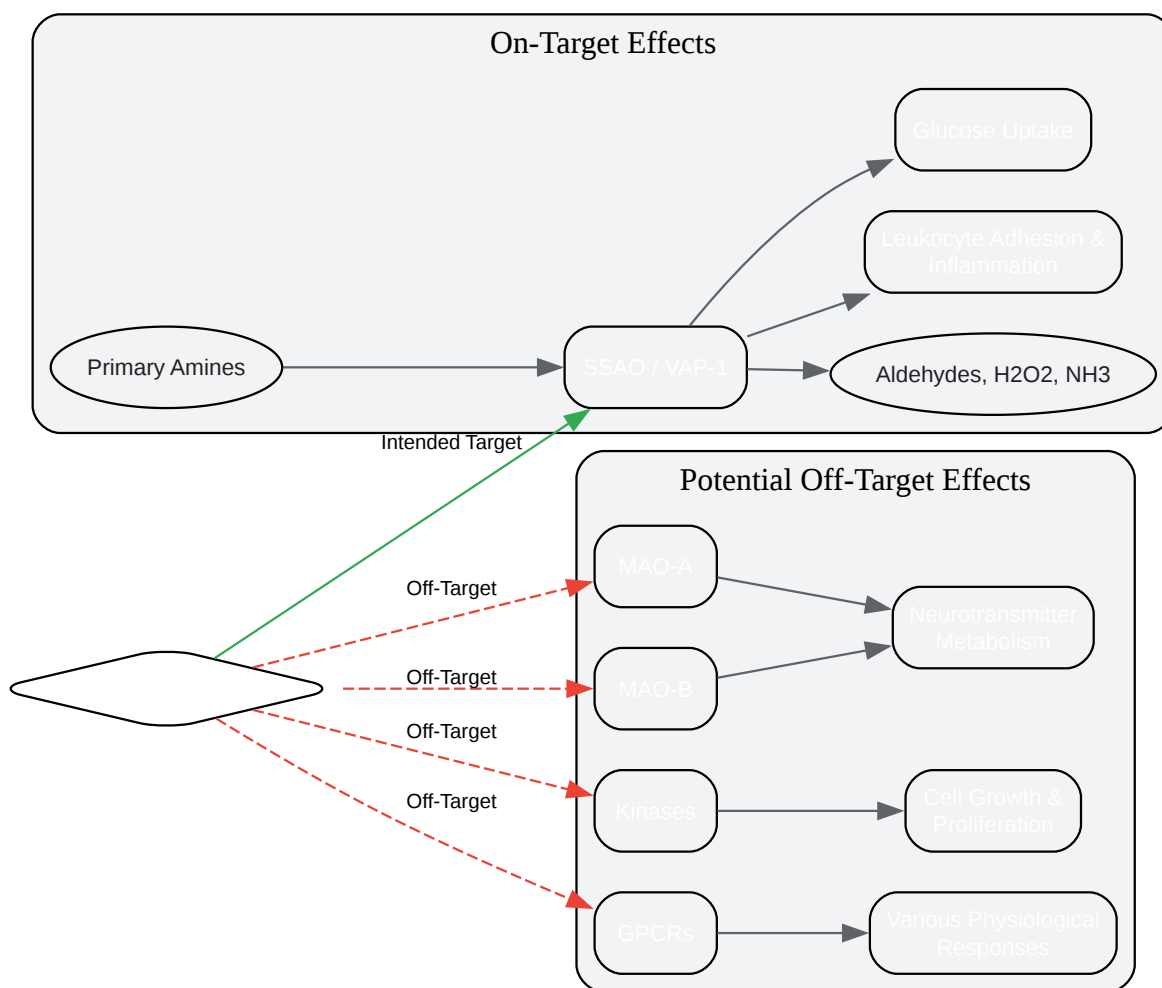 On-Target Effects
Glucose Uptake
Leukocyte Adhesion &
Inflammation
Primary Amines
SSAO / VAP-1
Aldehydes, H2O2, NH3
Intended Target
Potential Off-Target Effects
Off-Target
MAO-A
Neurotransmitter
Metabolism
Off-Target
MAO-B
Off-Target
Kinases
Cell Growth &
Proliferation
Off-Target
GPCRs
Various Physiological
Responses